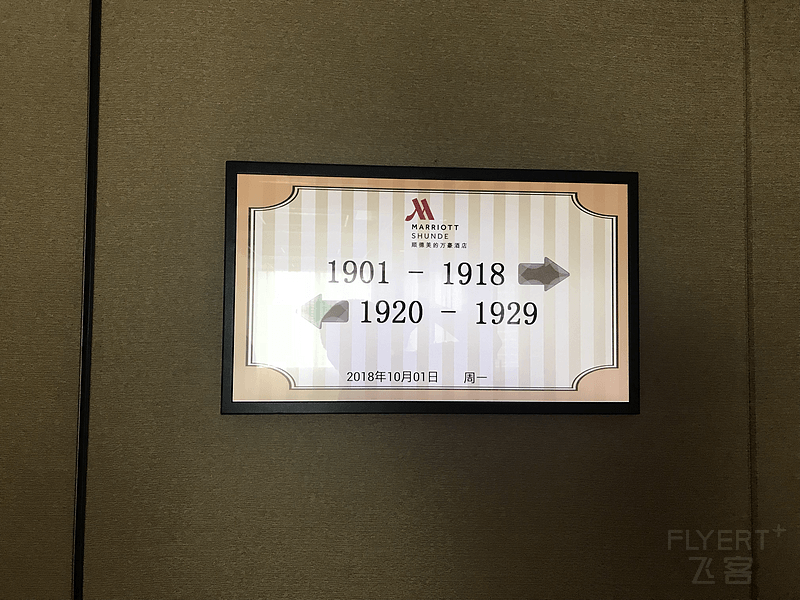 MARRIOTT
SHUNDE
顺德美的万豪酒店
1901 - 1918
1920 - 1929
2018年10月01日 周一
FLYERT+
飞客